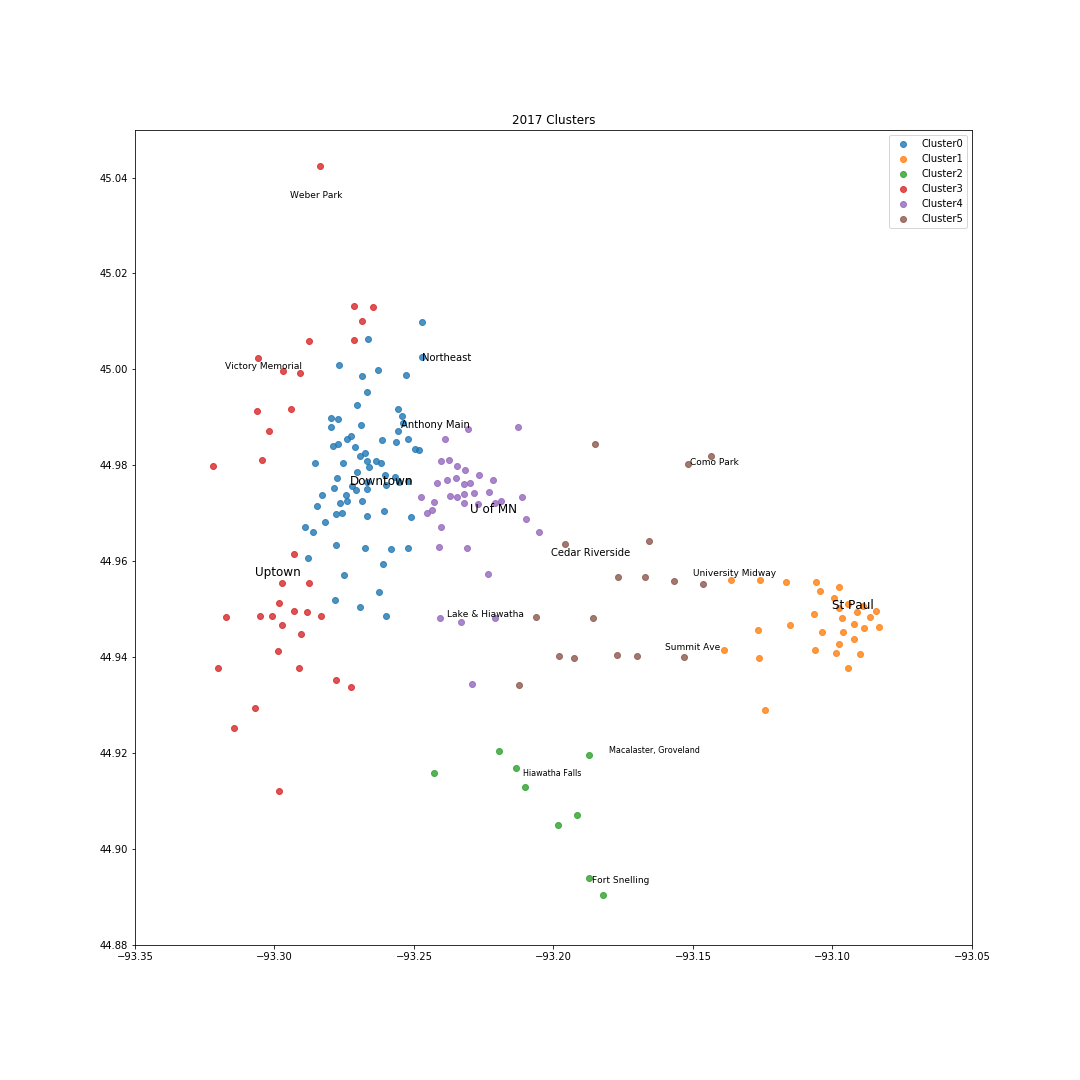 2017 Clusters
Cluster0
Cluster1
Cluster2
Cluster3
Cluster4
Cluster5
45.04
45.02
45.00
44.98
44.96
44.94
44.92
44.90
44.88
Weber Park
Northeast
Victory Memorial
Anthony Main
Como Park
Downtown
U of MN
Cedar Riverside
Uptown
University Midway
St Paul
Lake & Hiawatha
Summit Ave
Macalaster, Groveland
Hiawatha Falls
Fort Snelling
−93.35 −93.30 −93.25 −93.20 −93.15 −93.10 −93.05